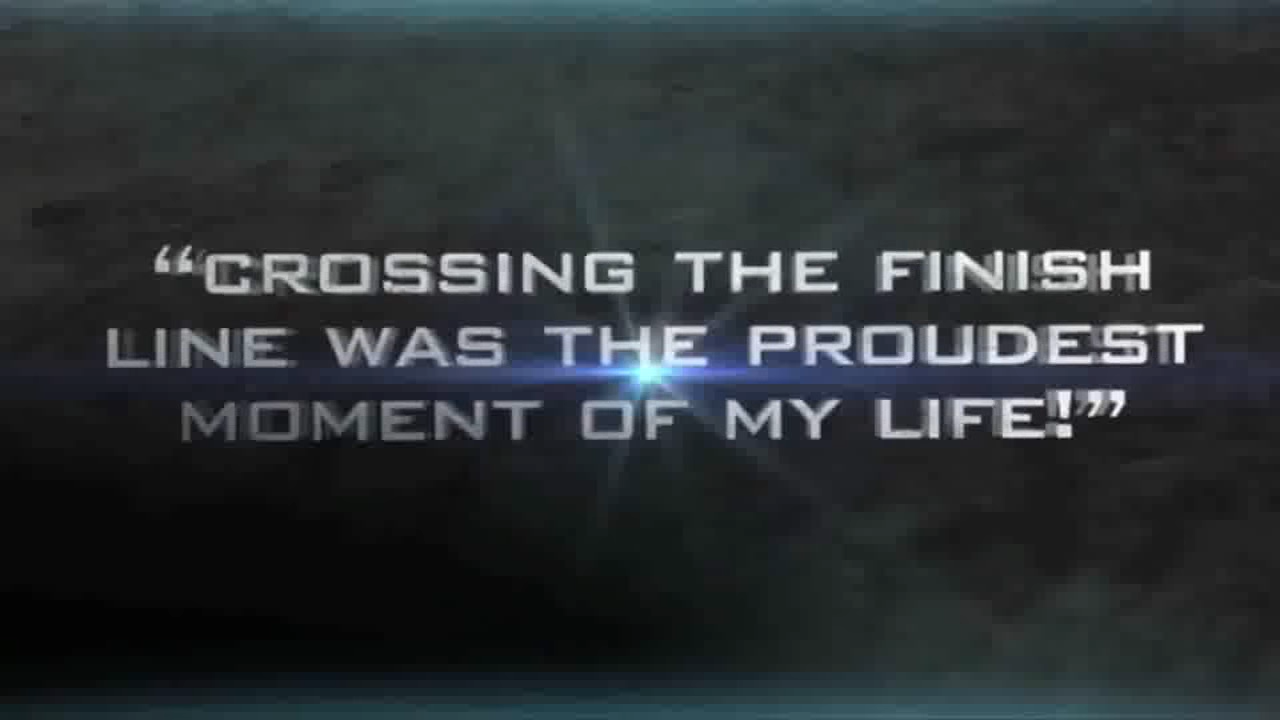 “CROSSING THE FINISH
LINE WAS THE PROUDEST
MOMENT OF MY LIFE!”